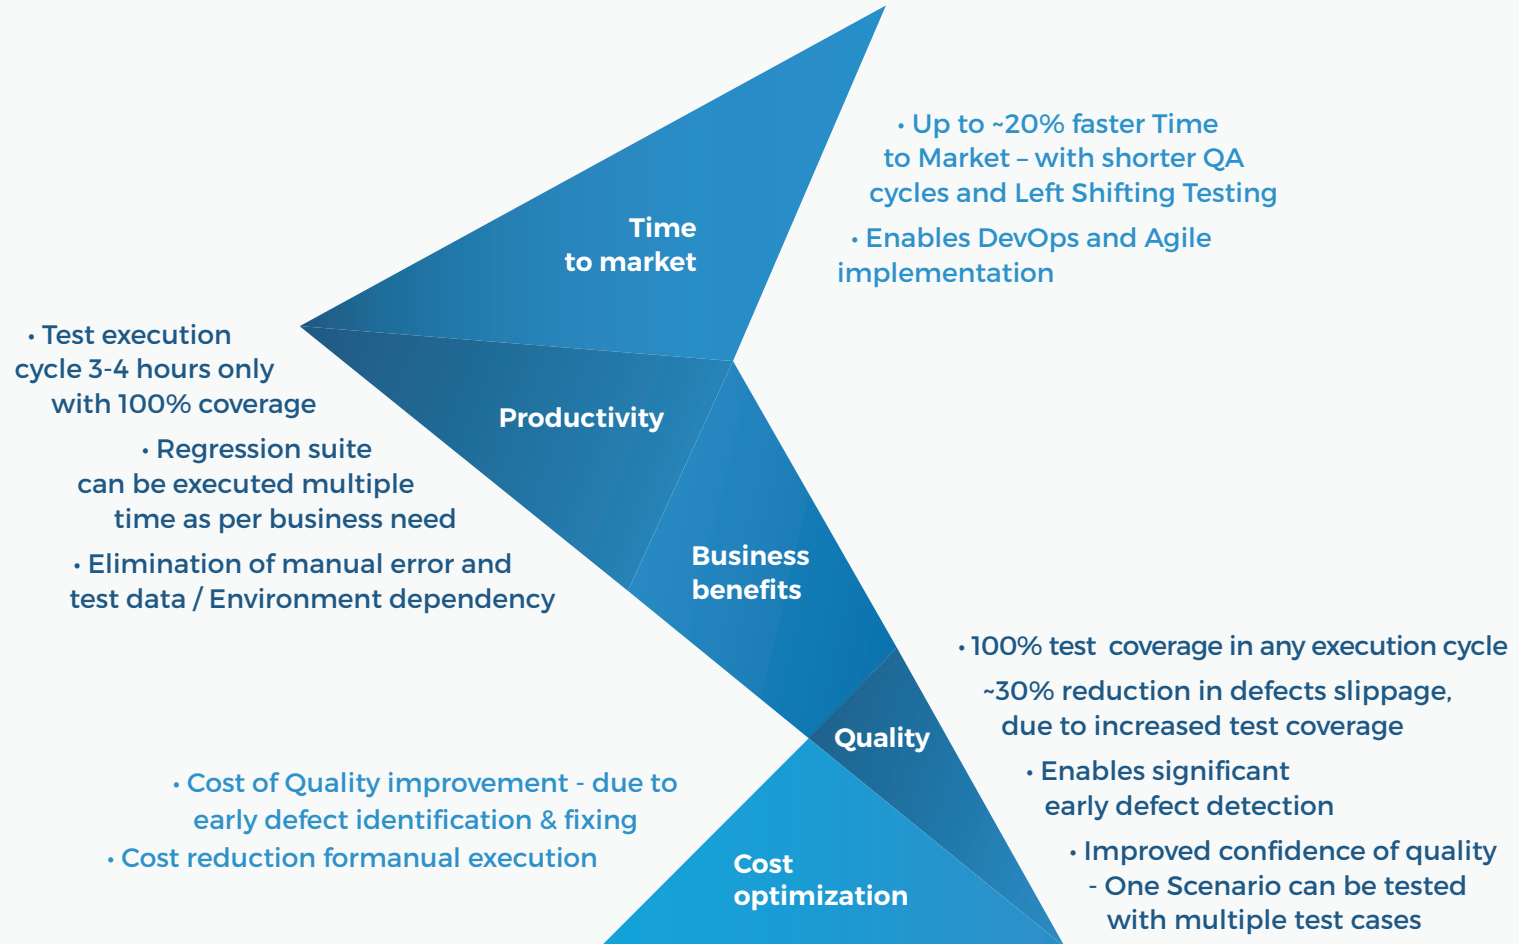 • Up to ~20% faster Time
to Market – with shorter QA
cycles and Left Shifting Testing
• Enables DevOps and Agile
implementation
Time
to market
• Test execution
cycle 3-4 hours only
with 100% coverage
• Regression suite
can be executed multiple
time as per business need
• Elimination of manual error and
test data / Environment dependency
Productivity
Business
benefits
• 100% test coverage in any execution cycle
~30% reduction in defects slippage,
due to increased test coverage
• Enables significant
early defect detection
• Improved confidence of quality
- One Scenario can be tested
with multiple test cases
Quality
• Cost of Quality improvement - due to
early defect identification & fixing
• Cost reduction formanual execution
Cost
optimization